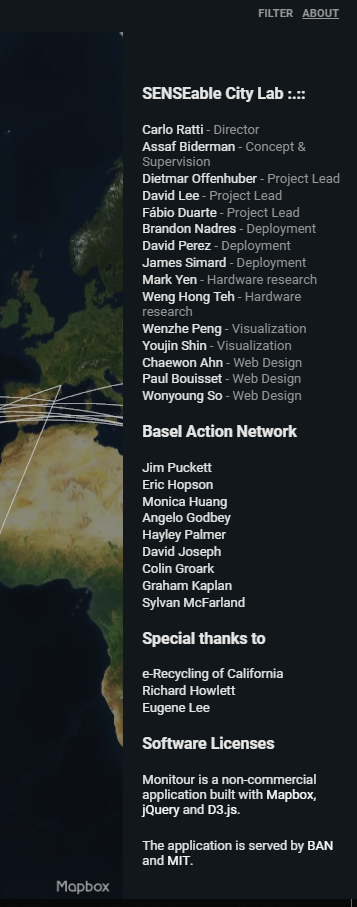 FILTER ABOUT
SENSEable City Lab :.::
Carlo Ratti - Director
Assaf Biderman - Concept &
Supervision
Dietmar Offenhuber - Project Lead
David Lee - Project Lead
Fábio Duarte - Project Lead
Brandon Nadres - Deployment
David Perez - Deployment
James Simard - Deployment
Mark Yen - Hardware research
Weng Hong Teh - Hardware
research
Wenzhe Peng - Visualization
Youjin Shin - Visualization
Chaewon Ahn - Web Design
Paul Bouisset - Web Design
Wonyoung So - Web Design
Basel Action Network
Jim Puckett
Eric Hopson
Monica Huang
Angelo Godbey
Hayley Palmer
David Joseph
Colin Groark
Graham Kaplan
Sylvan McFarland
Special thanks to
e-Recycling of California
Richard Howlett
Eugene Lee
Software Licenses
Monitour is a non-commercial
application built with Mapbox,
jQuery and D3.js.
The application is served by BAN
and MIT.
Mapbox